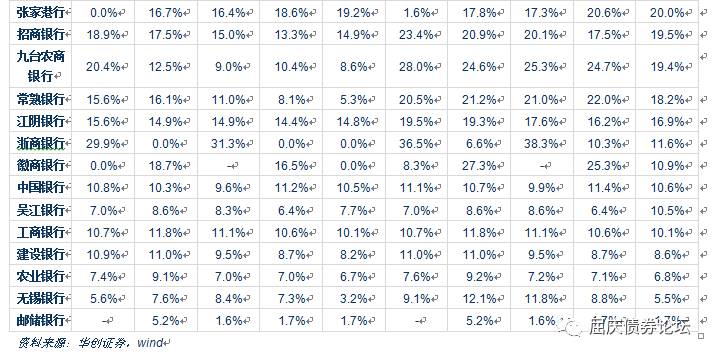 张家港行 0.0% 16.7% 16.4% 18.6% 19.2% 1.6% 17.8% 17.3% 20.6% 20.0%
招商银行 18.9% 17.5% 15.0% 13.3% 14.9% 23.4% 20.9% 20.1% 17.5% 19.5%
九台农商银行 20.4% 12.5% 9.0% 10.4% 8.6% 28.0% 24.6% 25.3% 24.7% 19.4%
常熟银行 15.6% 16.1% 11.0% 8.1% 5.3% 20.5% 21.2% 21.0% 22.0% 18.2%
江阴银行 15.6% 14.9% 14.9% 14.4% 14.8% 19.5% 19.3% 17.6% 16.2% 16.9%
浙商银行 29.9% 0.0% 31.3% 0.0% 0.0% 36.5% 6.6% 38.3% 10.3% 11.6%
徽商银行 0.0% 18.7% – 16.5% 0.0% 8.3% 27.3% – 25.3% 10.9%
中国银行 10.8% 10.3% 9.6% 11.2% 10.5% 11.1% 10.7% 9.9% 11.4% 10.6%
吴江银行 7.0% 8.6% 8.3% 6.4% 7.7% 7.0% 8.6% 8.6% 6.4% 10.5%
工商银行 10.7% 11.8% 11.1% 10.6% 10.1% 10.7% 11.8% 11.1% 10.6% 10.1%
建设银行 10.9% 11.0% 9.5% 8.7% 8.2% 11.0% 11.0% 9.5% 8.7% 8.6%
农业银行 7.4% 9.1% 7.0% 7.0% 6.7% 7.6% 9.2% 7.2% 7.1% 6.8%
无锡银行 5.6% 7.6% 8.4% 7.3% 3.2% 9.1% 12.1% 11.8% 8.8% 5.5%
邮储银行 – 5.2% 1.6% 1.7% 1.7% – 5.2% 1.6% 1.7%
资料来源：华创证券，wind
屈庆债券论坛